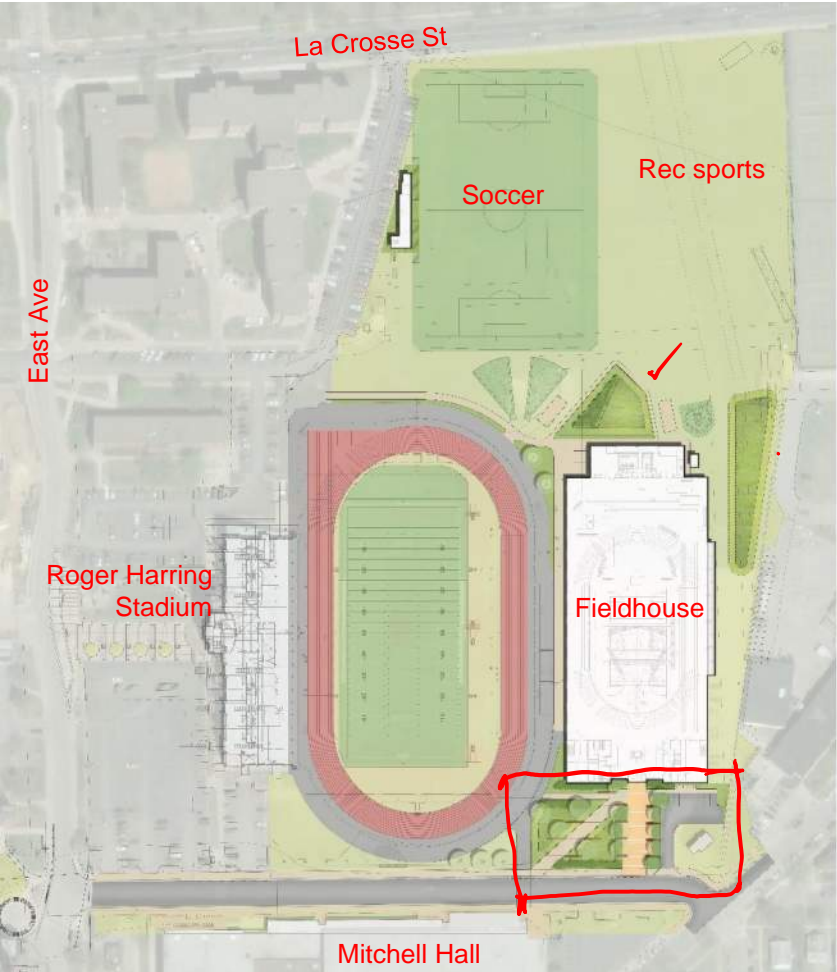 La Crosse St
Rec sports
Soccer
East Ave
Roger Harring
Stadium
Fieldhouse
Mitchell Hall